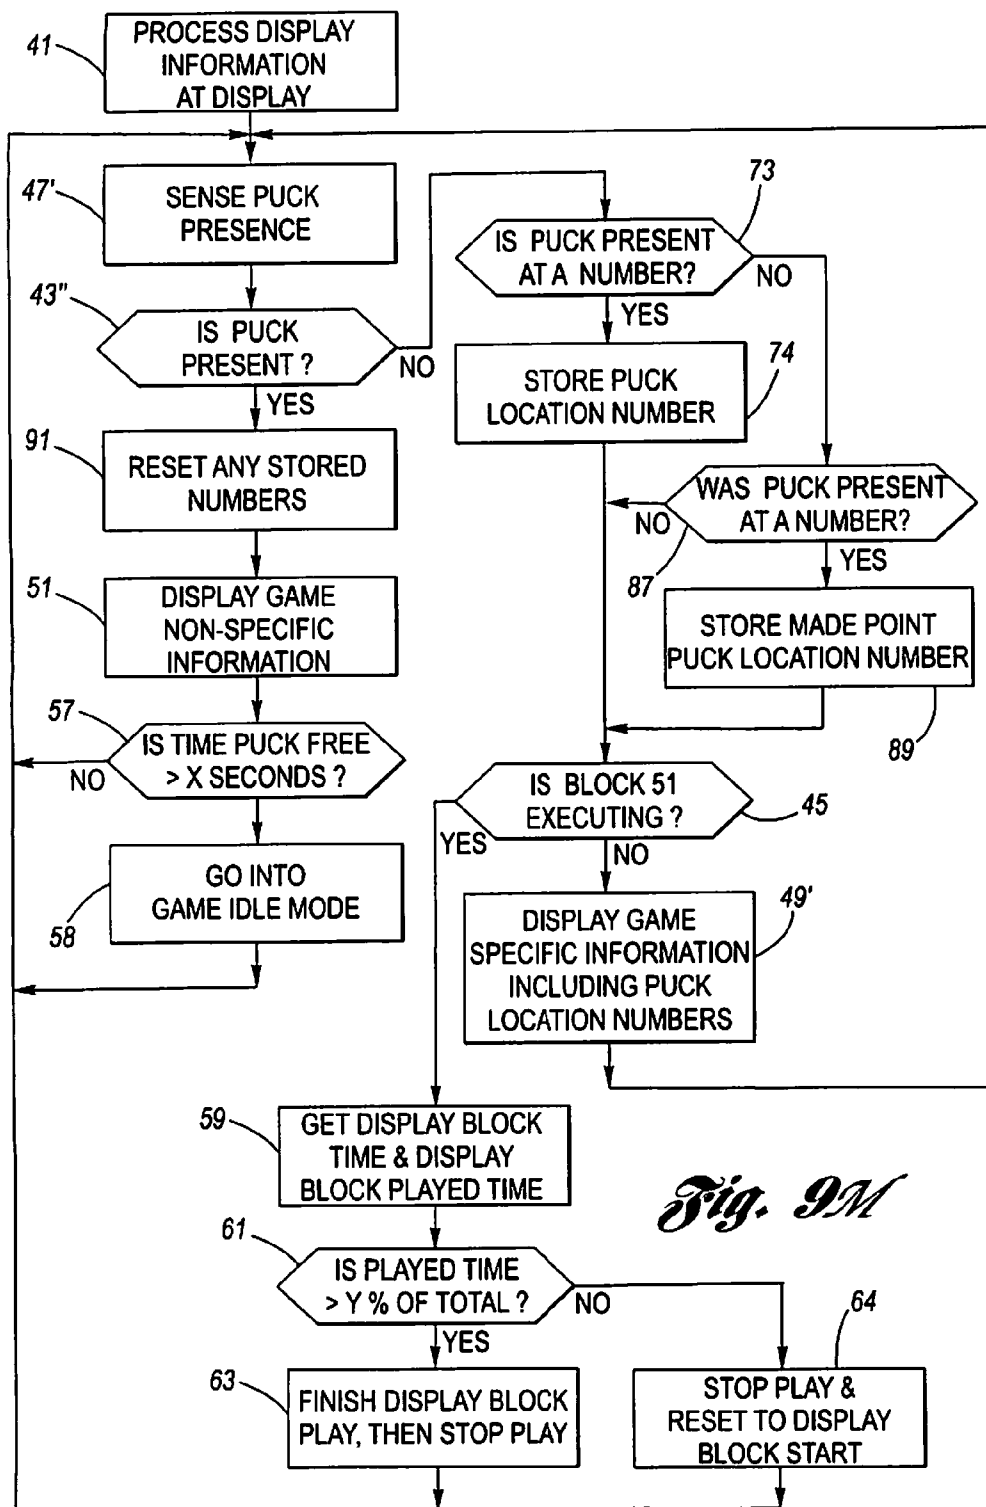 41
PROCESS DISPLAY
INFORMATION
AT DISPLAY
47'
SENSE PUCK
PRESENCE
43"
IS PUCK
PRESENT ?
NO
YES
91
RESET ANY STORED
NUMBERS
51
DISPLAY GAME
NON-SPECIFIC
INFORMATION
57
IS TIME PUCK FREE
> X SECONDS ?
NO
58
GO INTO
GAME IDLE MODE
73
IS PUCK PRESENT
AT A NUMBER?
NO
YES
74
STORE PUCK
LOCATION NUMBER
WAS PUCK PRESENT
AT A NUMBER?
NO
87
YES
STORE MADE POINT
PUCK LOCATION NUMBER
89
IS BLOCK 51
EXECUTING ?
45
YES
NO
49'
DISPLAY GAME
SPECIFIC INFORMATION
INCLUDING PUCK
LOCATION NUMBERS
59
GET DISPLAY BLOCK
TIME & DISPLAY
BLOCK PLAYED TIME
Fig. 9M
61
IS PLAYED TIME
> Y % OF TOTAL ?
NO
YES
63
FINISH DISPLAY BLOCK
PLAY, THEN STOP PLAY
64
STOP PLAY &
RESET TO DISPLAY
BLOCK START